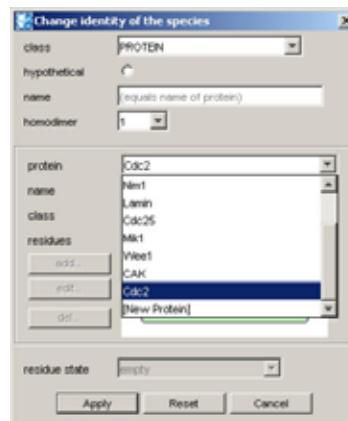 Change identity of the species
class PROTEIN
hypothetical
name (equals name of protein)
homodimer 1
protein Cdc2
Nim1
name Lamin
class Cdc25
residues Mik1
add... Wee1
CAK
edit... Cdc2
def... [New Protein]
residue state empty
Apply Reset Cancel